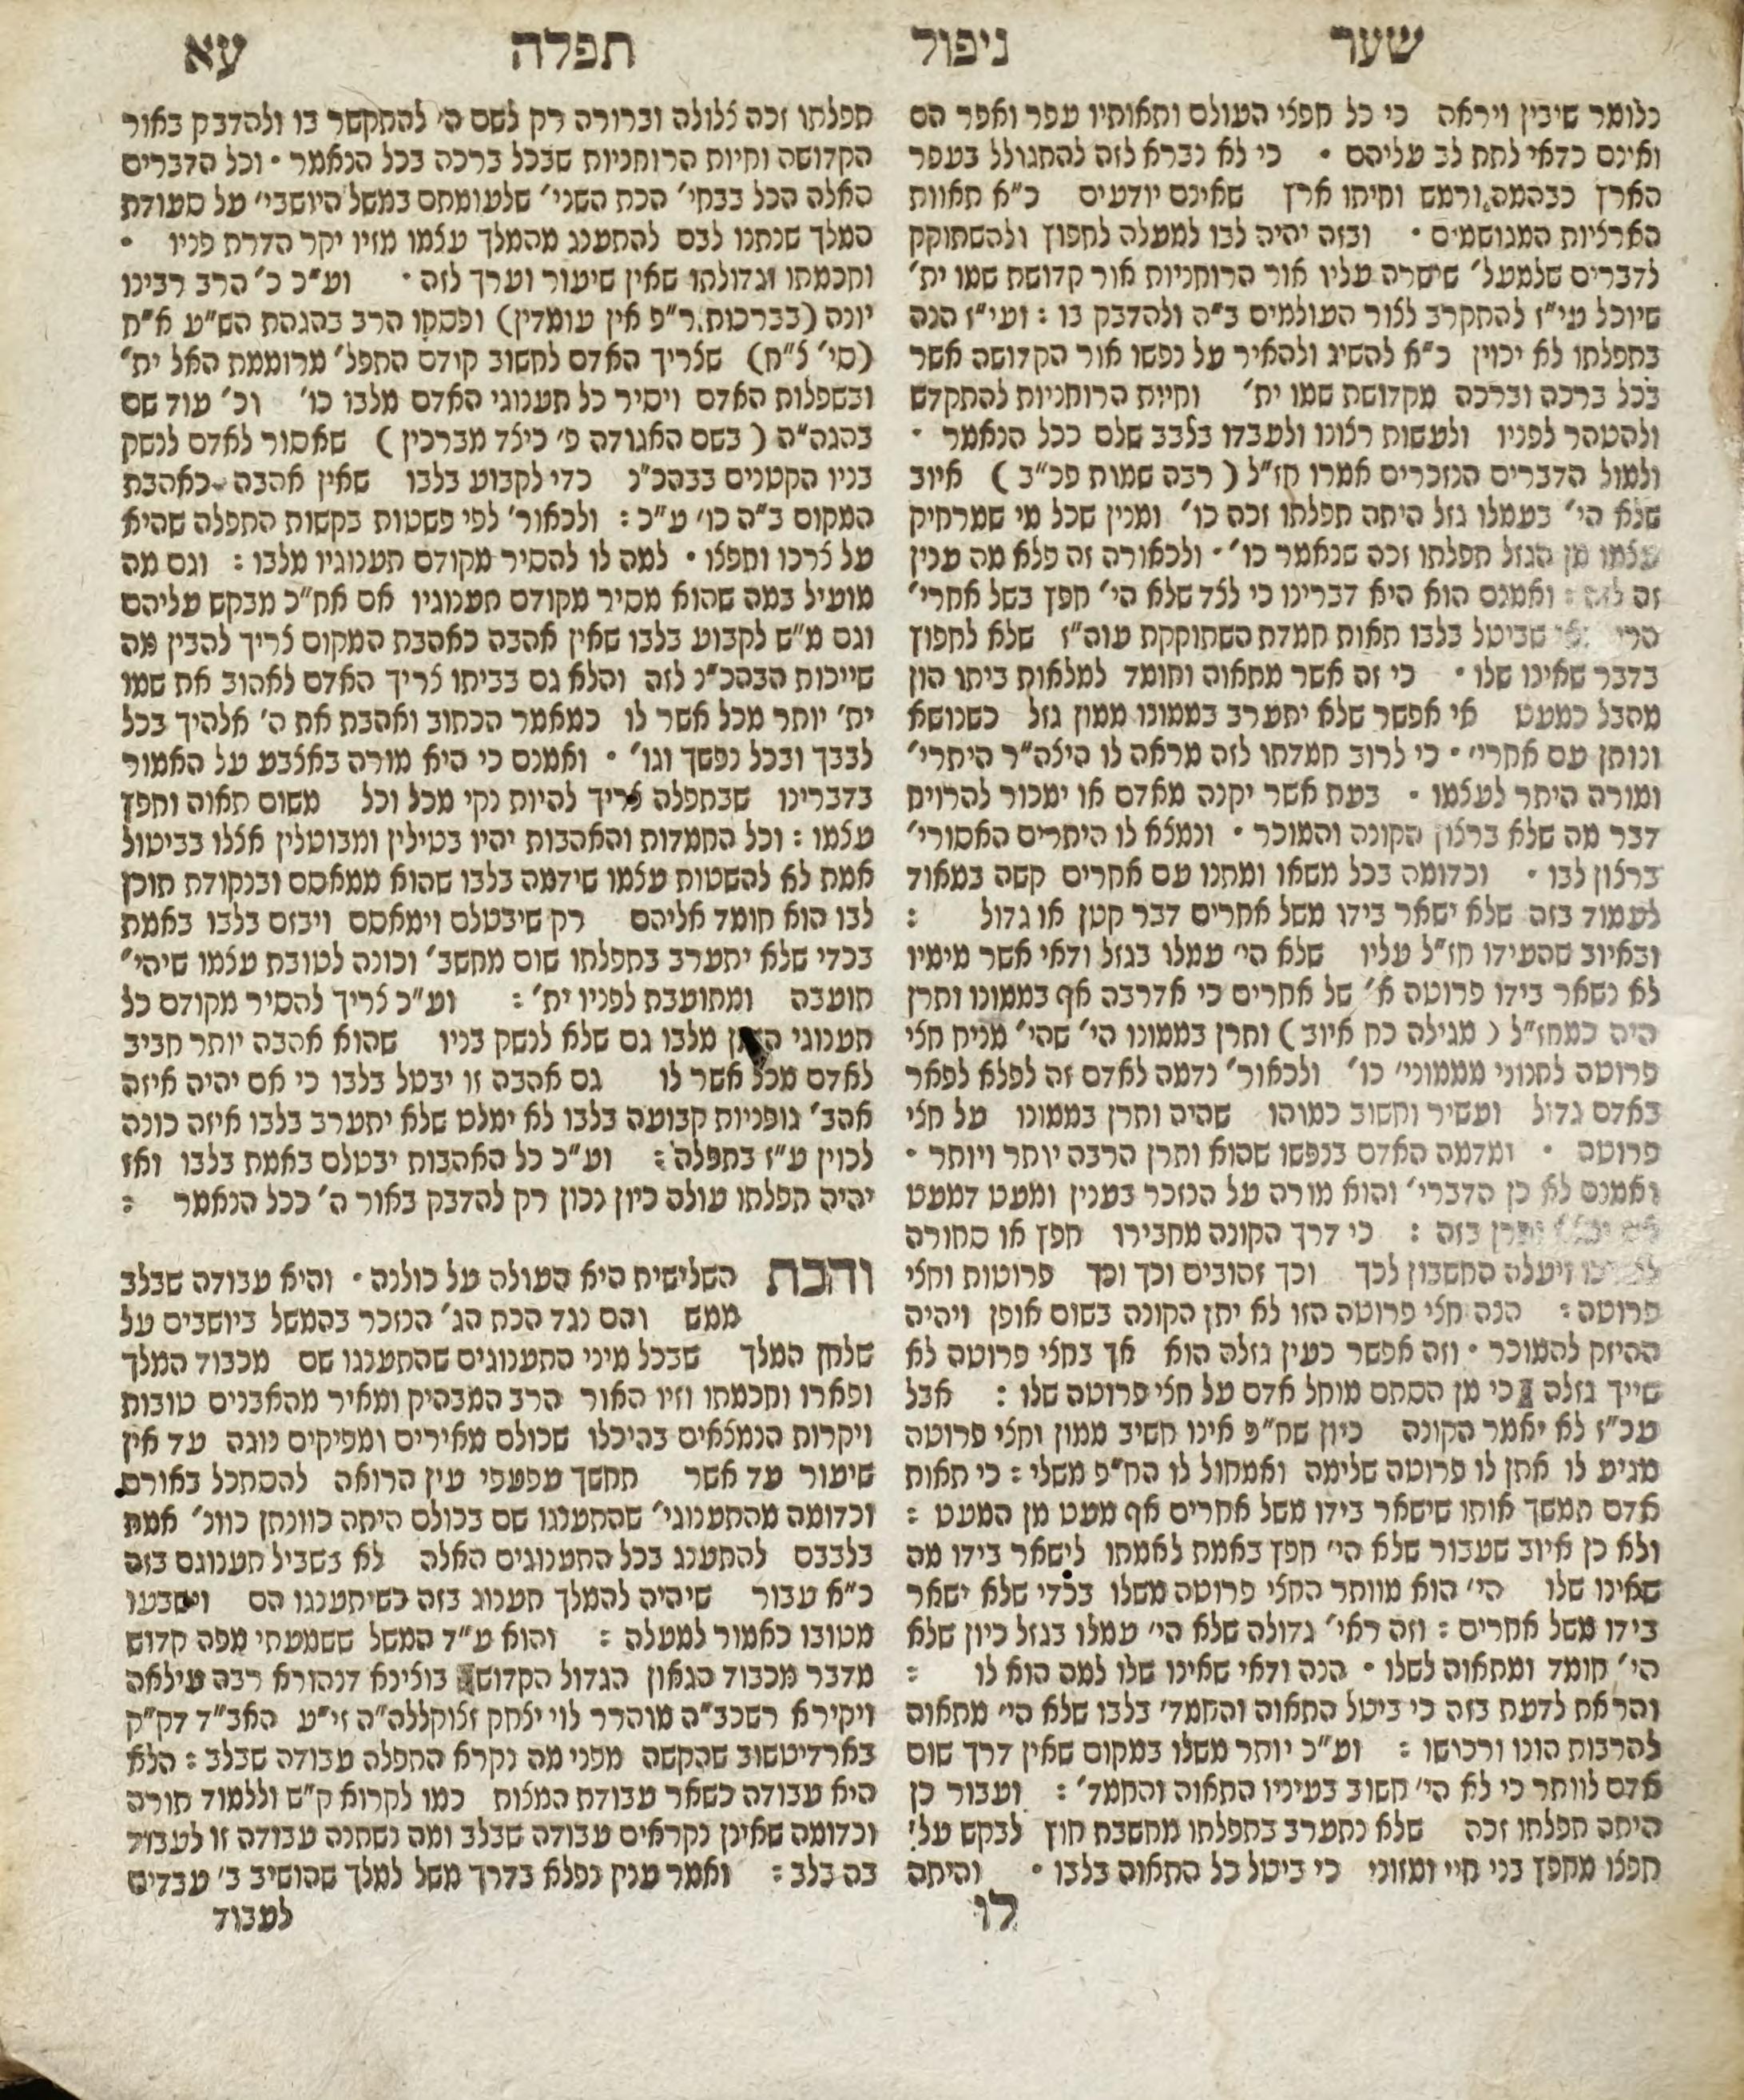 שער ניפול תפלה עא
כלומר שיבין ויראה כי כל חפצי העולם ותאותיו עפר ואפר הם
ואינם כדאי לתת לב עליהם • כי לא נברא לזה להתגולל בעפר
הארץ כבהמה ורמש וחיתו ארץ שאינם יודעים כ"א תאוות
הארציות המגושמים • ובזה יהיה לבו למעלה לחפוץ ולהשתוקק
לדברים שלמעל' שישרה עליו אור הרוחניות אור קדושת שמו ית'
שיוכל עי"ז להתקרב לצור העולמים ב"ה ולהדבק בו : ועי"ז הנה
בתפלתו לא יכוין כ"א להשיג ולהאיר על נפשו אור הקדושה אשר
בכל ברכה וברכה מקדושת שמו ית' וחיות הרוחניות להתקדש
ולהטהר לפניו ולעשות רצונו ולעבדו בלבב שלם ככל הנאמר •
ולמול הדברים הנזכרים אמרו חז"ל ( רבה שמות פכ"ב ) איוב
שלא הי' בעמלו גזל היתה תפלתו זכה כו' ומנין שכל מי שמרחיק
עצמו מן הגזל תפלתו זכה שנאמר כו' • ולכאורה זה פלא מה ענין
זה לזה : ואמנם הוא היא דברינו כי לצד שלא הי' חפץ בשל אחרי'
הרי שביטל בלבו תאות חמדת השתוקקת עוה"ז שלא לחפוץ
בדבר שאינו שלו • כי זה אשר מתאוה וחומד למלאות ביתו הון
מהבל כמעט אי אפשר שלא יתערב בממונו ממון גזל כשנושא
ונותן עם אחרי' • כי לרוב חמדתו לזה מראה לו היצה"ר היתרי'
ומורה היתר לעצמו • בעת אשר יקנה מאדם או ימכור להרויח
דבר מה שלא ברצון הקונה והמוכר • ונמצא לו היתרים האסורי'
ברצון לבו • וכדומה בכל משאו ומתנו עם אחרים קשה במאוד
לעמוד בזה שלא ישאר בידו משל אחרים דבר קטן או גדול :
ובאיוב שהעידו חז"ל עליו שלא הי' עמלו בגזל ודאי אשר מימיו
לא נשאר בידו פרוטה א' של אחרים כי אדרבה אף בממונו ותרן
היה כמחז"ל ( מגילה כח איוב ) ותרן בממונו הי' שהי' מניח חצי
פרוטה לחנוני מממוני' כו' ולכאור' נדמה לאדם זה לפלא לפאר
באדם גדול ועשיר וחשוב כמוהו שהיה ותרן בממונו על חצי
פרוטה • ומדמה האדם בנפשו שהוא ותרן הרבה יותר ויותר •
ואמנם לא כן הדברי' והוא מורה על הנזכר בענין ומעט דמעט
בזה : כי דרך הקונה מחבירו חפץ או סחורה
ויעלה החשבון לכך וכך זהובים וכך וכך פרוטות וחצי
פרוטה : הנה חצי פרוטה הזו לא יתן הקונה בשום אופן ויהיה
ההיזק להמוכר • וזה אפשר כעין גזלה הוא אך בחצי פרוטה לא
שייך גזלה כי מן הסתם מוחל אדם על חצי פרוטה שלו : אבל
עכ"ז לא יאמר הקונה כיון שח"פ אינו חשיב ממון וחצי פרוטה
מגיע לו אתן לו פרוטה שלימה ואמחול לו הח"פ משלי : כי תאות
אדם תמשך אותו שישאר בידו משל אחרים אף מעט מן המעט :
ולא כן איוב שעבור שלא הי' חפץ באמת לאמתו לישאר בידו מה
שאינו שלו הי' הוא מוותר החצי פרוטה משלו בכדי שלא ישאר
בידו משל אחרים : וזה ראי' גדולה שלא הי' עמלו בגזל כיון שלא
הי' חומד ומתאוה לשלו • הנה ודאי שאינו שלו למה הוא לו :
והראת לדעת בזה כי ביטל התאוה והחמד' בלבו שלא הי' מתאוה
להרבות הונו ורכושו : וע"כ יותר משלו במקום שאין דרך שום
אדם לוותר כי לא הי' חשוב בעיניו התאוה והחמד' : ועבור כן
היתה תפלתו זכה שלא נתערב בתפלתו מחשבת חוץ לבקש על
חפצו מחפץ בני חיי ומזוני כי ביטל כל התאוה בלבו • והיתה
לו
תפלתו זכה צלולה וברורה רק לשם ה' להתקשר בו ולהדבק באור
הקדושה וחיות הרוחניות שבכל ברכה בכל הנאמר • וכל הדברים
האלה הכל בבחי' הכת השני' שלעומתם במשל היושבי' על סעודת
המלך שנתנו לבם להתענג מהמלך עצמו מזיו יקר הדרת פניו •
וחכמתו וגדולתו שאין שיעור וערך לזה • וע"כ כ' הרב רבינו
יונה (בברכות ר"פ אין עומדין) ופסקו הרב בהגהת הש"ע א"ח
(סי' צ"ח) שצריך האדם לחשוב קודם התפל' מרוממת האל ית'
ובשפלות האדם ויסיר כל תענוגי האדם מלבו כו' וכ' עוד שם
בהגה"ה ( בשם האגודה פ' כיצד מברכין ) שאסור לאדם לנשק
בניו הקטנים בבהכ"נ כדי לקבוע בלבו שאין אהבה כאהבת
המקום ב"ה כו' ע"כ : ולכאור' לפי פשטות בקשות התפלה שהיא
על צרכו וחפצו • למה לו להסיר מקודם תענוגיו מלבו : וגם מה
מועיל במה שהוא מסיר מקודם תענוגיו אם אח"כ מבקש עליהם
וגם מ"ש לקבוע בלבו שאין אהבה כאהבת המקום צריך להבין מה
שייכות הבהכ"נ לזה והלא גם בביתו צריך האדם לאהוב את שמו
ית' יותר מכל אשר לו כמאמר הכתוב ואהבת את ה' אלהיך בכל
לבבך ובכל נפשך וגו' • ואמנם כי היא מורה באצבע על האמור
בדברינו שבתפלה צריך להיות נקי מכל וכל משום תאוה וחפץ
עצמו : וכל החמדות והאהבות יהיו בטילין ומבוטלין אצלו בביטול
אמת לא להשטות עצמו שידמה בלבו שהוא ממאסם ובנקודת תוכן
לבו הוא חומד אליהם רק שיבטלם וימאסם ויבזם בלבו באמת
בכדי שלא יתערב בתפלתו שום מחשב' וכונה לטובת עצמו שיהי'
תועבה ומתועבת לפניו ית' : וע"כ צריך להסיר מקודם כל
תענוגי מלבו גם שלא לנשק בניו שהוא אהבה יותר חביב
לאדם מכל אשר לו גם אהבה זו יבטל בלבו כי אם יהיה איזה
אהב' גופניות קבועה בלבו לא ימלט שלא יתערב בלבו איזה כונה
לכוין ע"ז בתפלה : וע"כ כל האהבות יבטלם באמת בלבו ואז
יהיה תפלתו עולה כיון נכון רק להדבק באור ה' ככל הנאמר :
והכת השלישית היא העולה על כולנה • והיא עבודה שבלב
ממש והם נגד הכת הג' הנזכר בהמשל ביושבים על
שלחן המלך שבכל מיני התענוגים שהתענגו שם מכבוד המלך
ופארו וחכמתו וזיו האור הרב המבהיק ומאיר מהאבנים טובות
ויקרות הנמצאים בהיכלו שכולם מאירים ומפיקים נוגה עד אין
שיעור עד אשר תחשך עפעפי עין הרואה להסתכל באורם
וכדומה מהתענוגי' שהתענגו שם בכולם היתה כוונתן כוונ' אמת
בלבבם להתענג בכל התענוגים האלה לא בשביל תענוגם בזה
כ"א עבור שיהיה להמלך תענוג בזה כשיתענגו הם וישבעו
מטובו כאמור למעלה : והוא ע"ד המשל ששמעתי מפה קדוש
מדבר מכבוד הגאון הגדול הקדוש בוצינא דנהורא רבה עילאה
ויקירא רשכב"ה מוהרר לוי יצחק זצוקללה"ה זי"ע האב"ד דק"ק
בארדיטשוב שהקשה מפני מה נקרא התפלה עבודה שבלב : הלא
היא עבודה כשאר עבודת המצות כמו לקרוא ק"ש וללמוד תורה
וכדומה שאינן נקראים עבודה שבלב ומה נשתנה עבודה זו לעבוד
בה בלב : ואמר ענין נפלא בדרך משל למלך שהושיב ב' עבדים
לעבוד